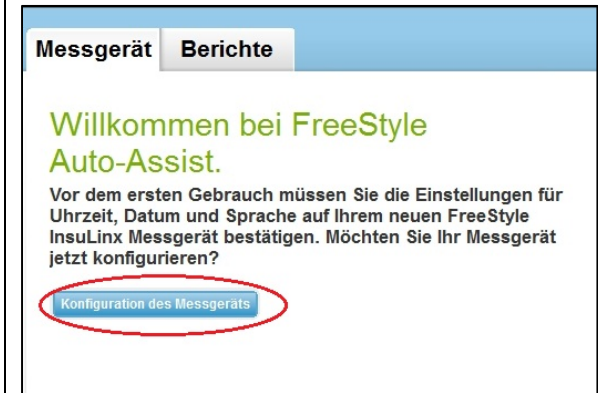 Messgerät Berichte
Willkommen bei FreeStyle
Auto-Assist.
Vor dem ersten Gebrauch müssen Sie die Einstellungen für
Uhrzeit, Datum und Sprache auf Ihrem neuen FreeStyle
InsuLinx Messgerät bestätigen. Möchten Sie Ihr Messgerät
jetzt konfigurieren?
Konfiguration des Messgeräts